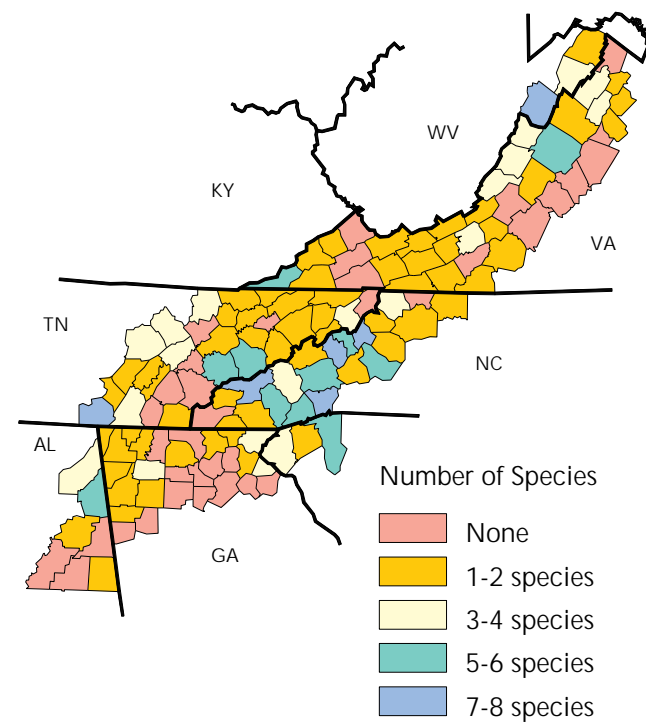 WV
KY
VA
TN
NC
AL
GA
Number of Species
None
1-2 species
3-4 species
5-6 species
7-8 species